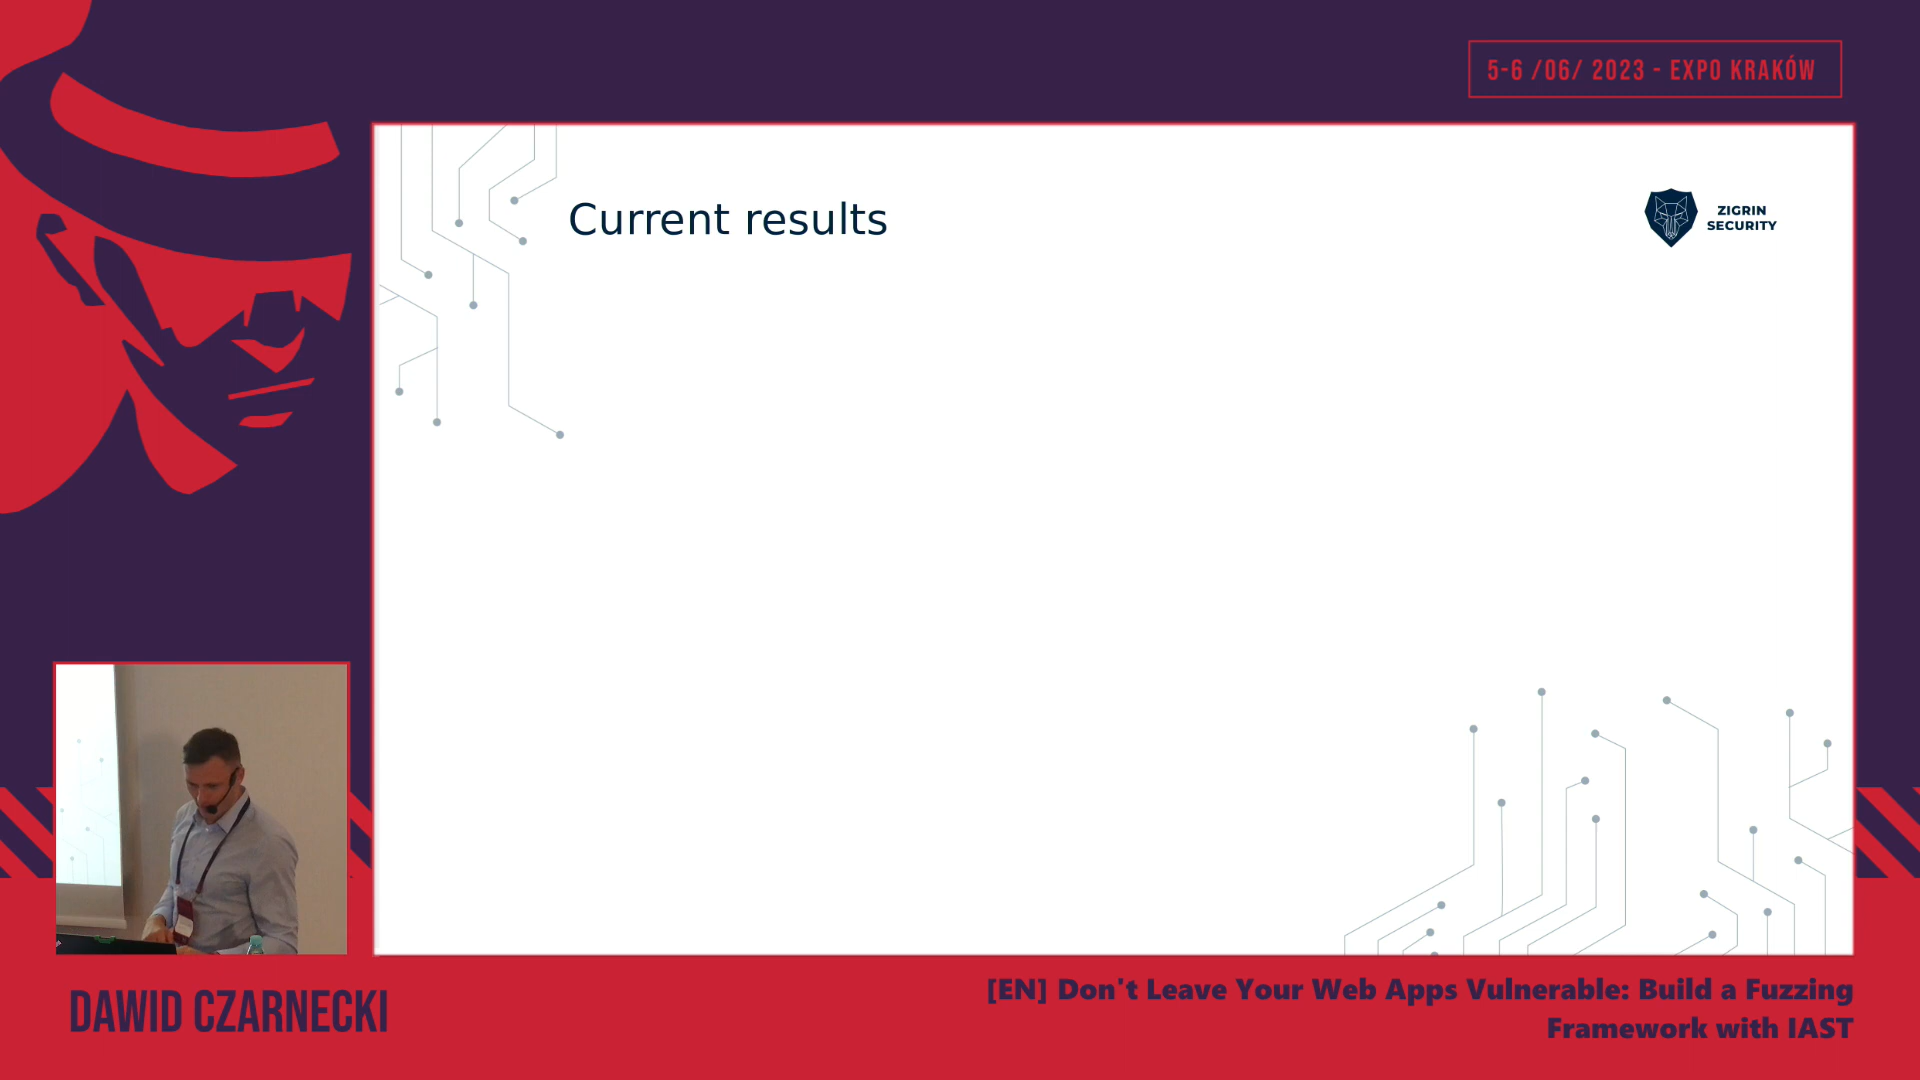 5-6 /06/ 2023 - EXPO KRAKÓW
Current results
ZIGRIN
SECURITY
DAWID CZARNECKI
[EN] Don't Leave Your Web Apps Vulnerable: Build a Fuzzing
Framework with IAST